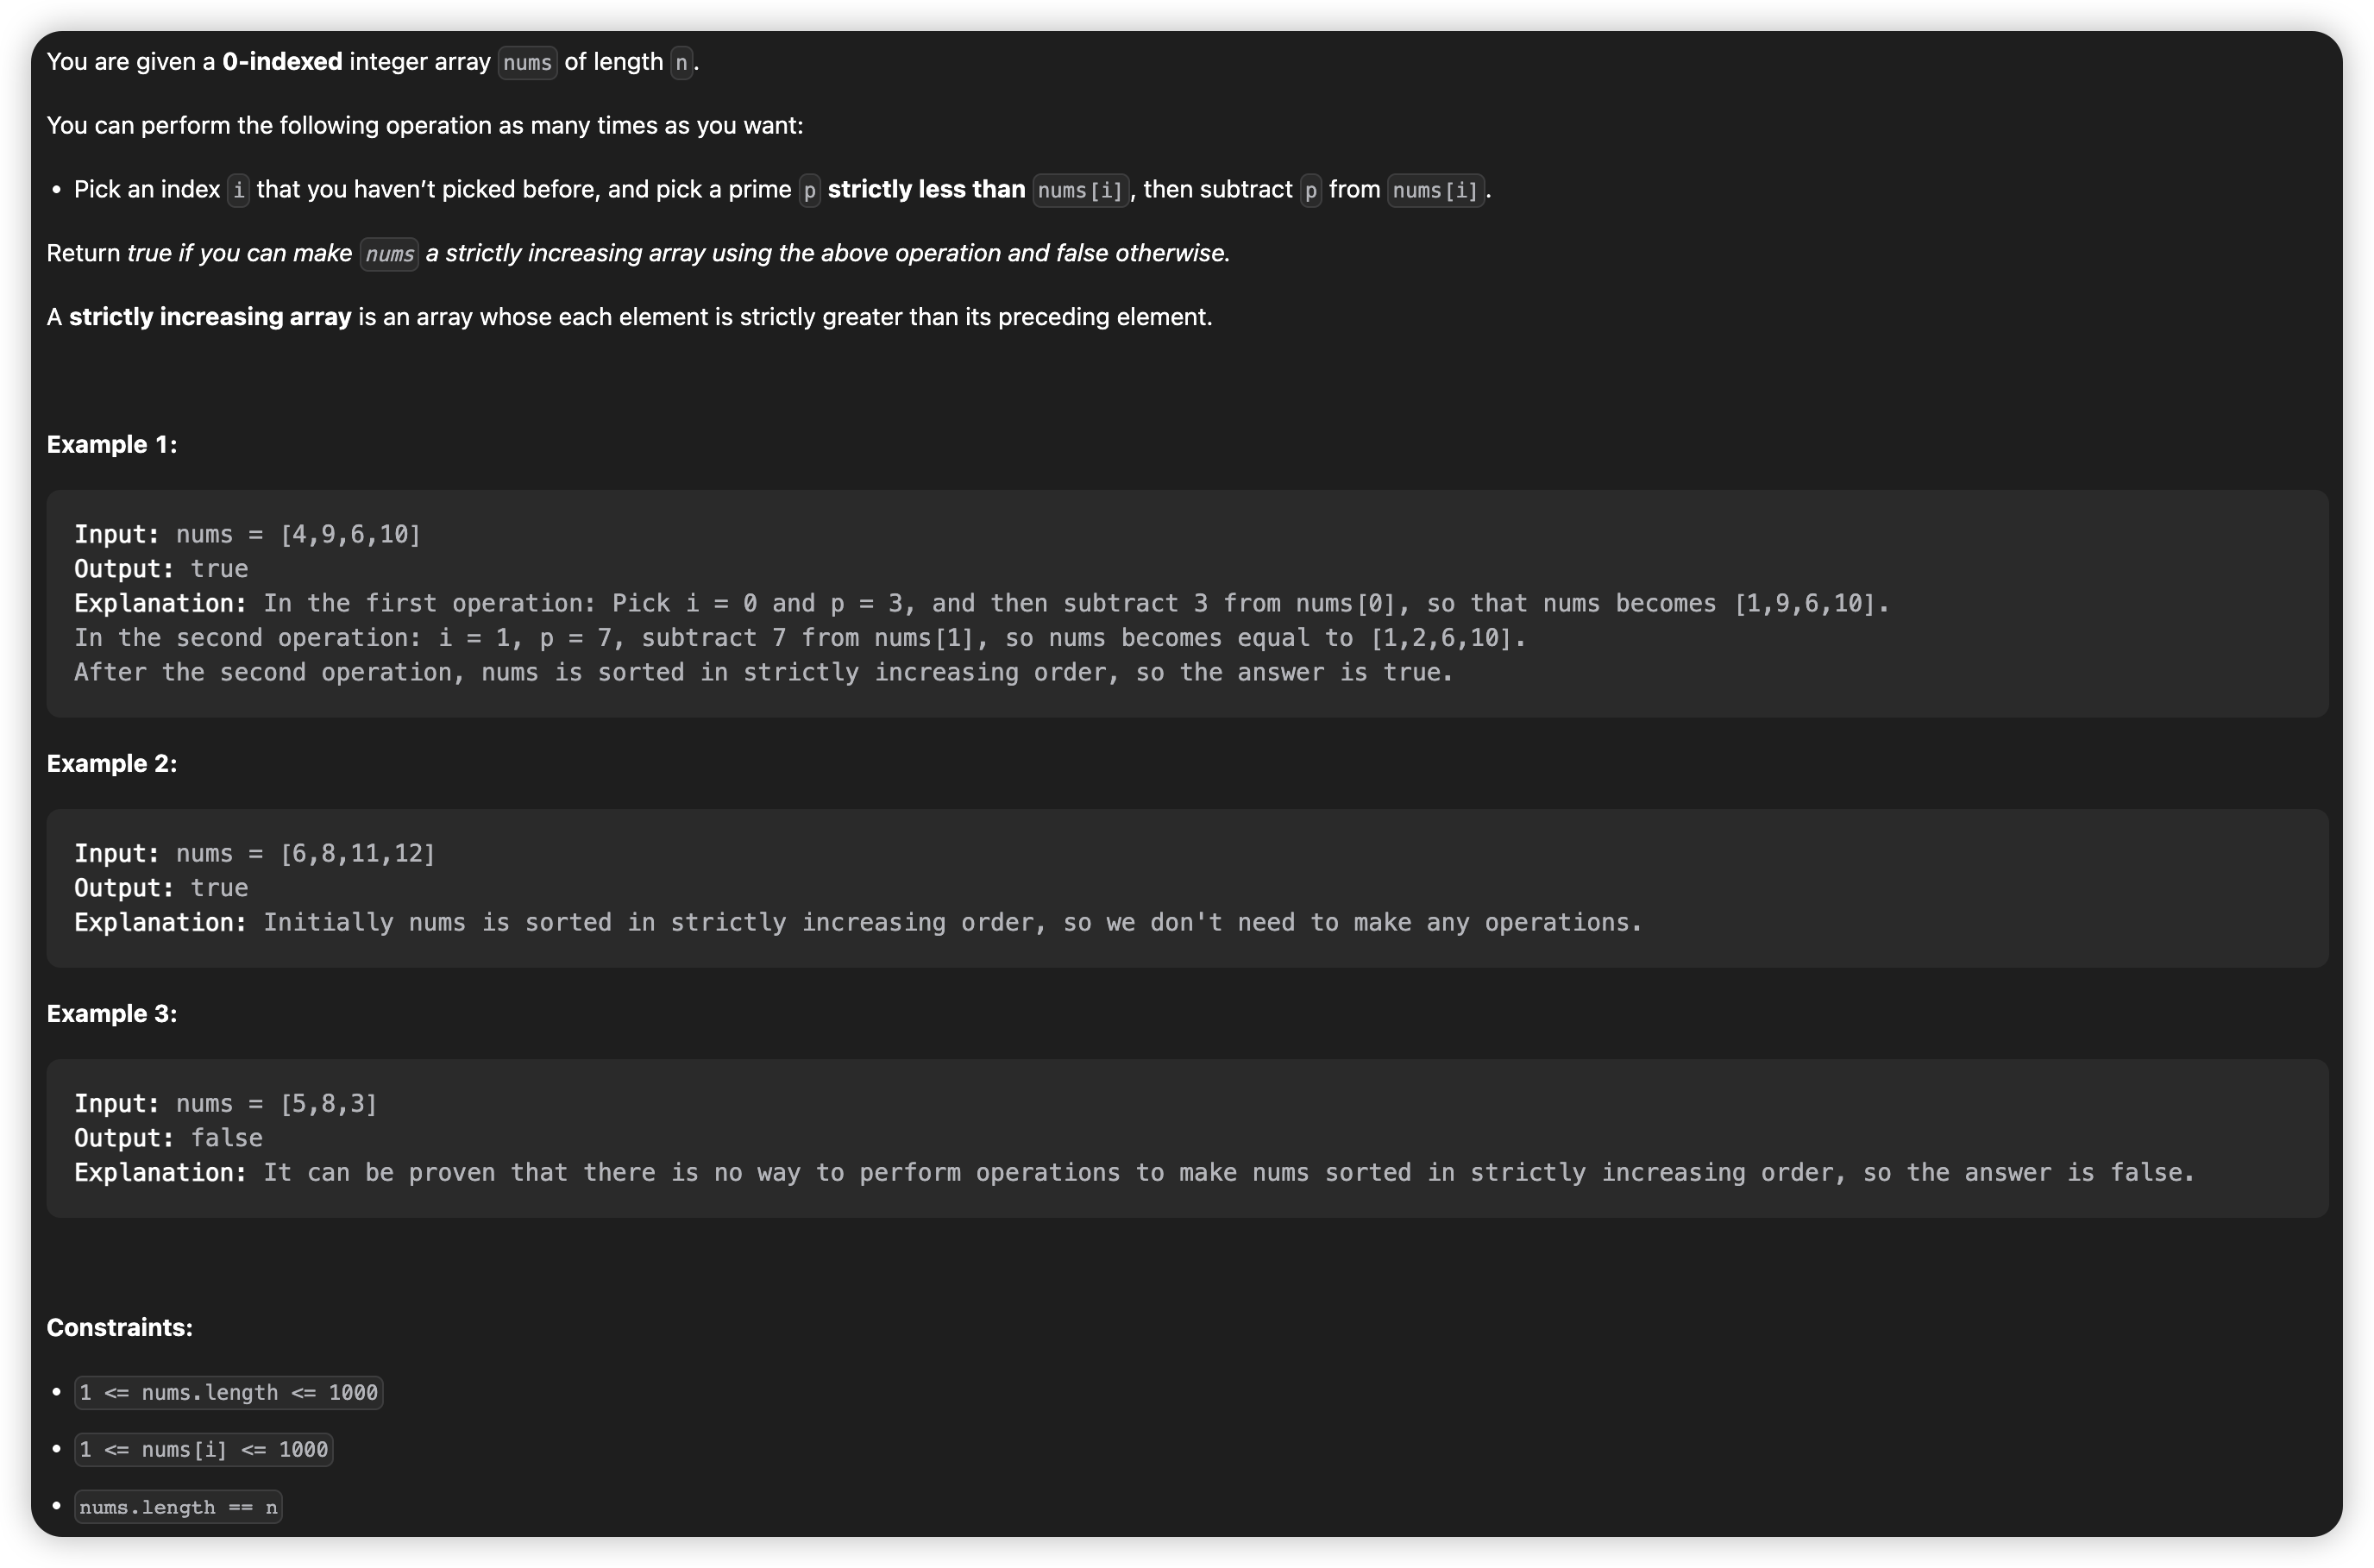 You are given a 0-indexed integer array nums of length n.
You can perform the following operation as many times as you want:
• Pick an index i that you haven’t picked before, and pick a prime p strictly less than nums[i], then subtract p from nums[i].
Return true if you can make nums a strictly increasing array using the above operation and false otherwise.
A strictly increasing array is an array whose each element is strictly greater than its preceding element.
Example 1:
Input: nums = [4,9,6,10]
Output: true
Explanation: In the first operation: Pick i = 0 and p = 3, and then subtract 3 from nums[0], so that nums becomes [1,9,6,10].
In the second operation: i = 1, p = 7, subtract 7 from nums[1], so nums becomes equal to [1,2,6,10].
After the second operation, nums is sorted in strictly increasing order, so the answer is true.
Example 2:
Input: nums = [6,8,11,12]
Output: true
Explanation: Initially nums is sorted in strictly increasing order, so we don't need to make any operations.
Example 3:
Input: nums = [5,8,3]
Output: false
Explanation: It can be proven that there is no way to perform operations to make nums sorted in strictly increasing order, so the answer is false.
Constraints:
• 1 <= nums.length <= 1000
• 1 <= nums[i] <= 1000
• nums.length == n